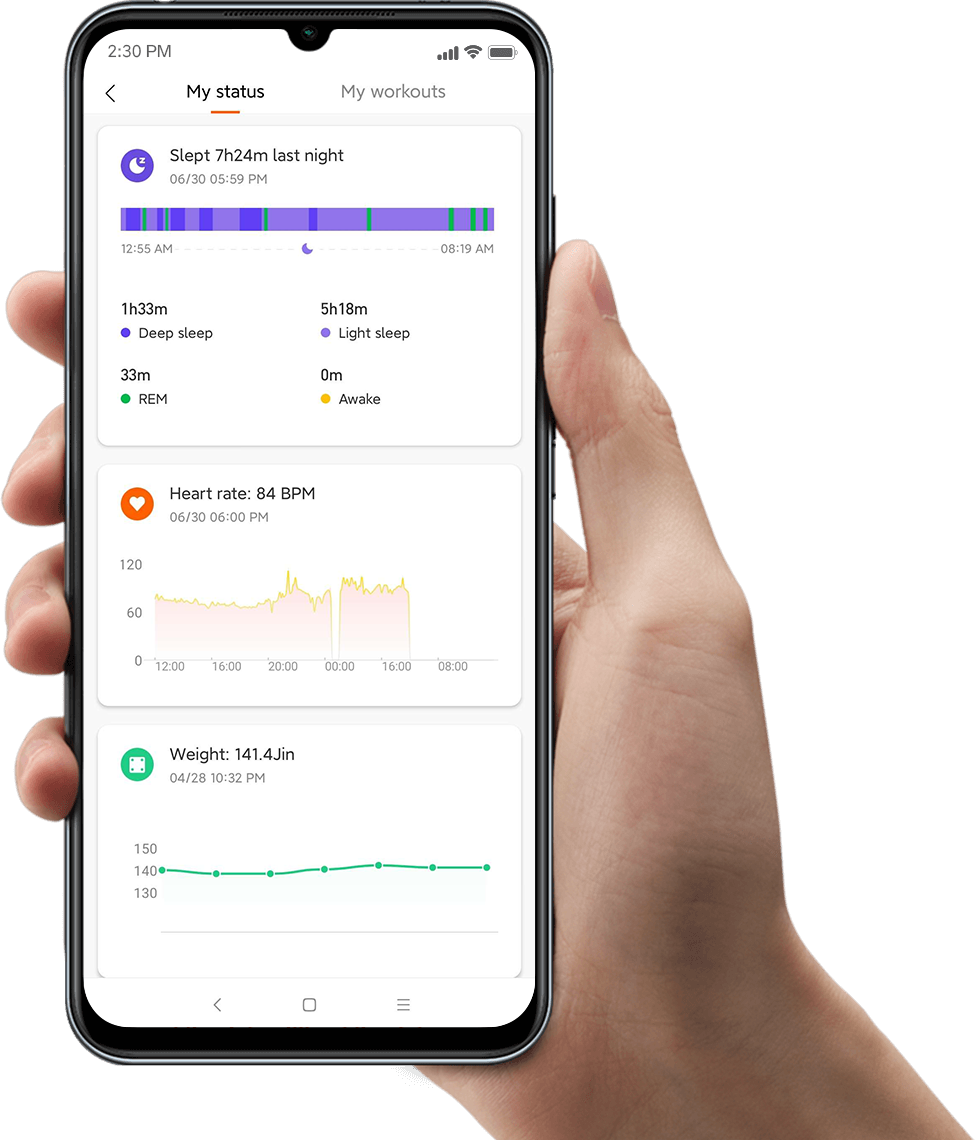 2:30 PM
My status My workouts
Slept 7h24m last night
06/30 05:59 PM
12:55 AM 08:19 AM
1h33m 5h18m
Deep sleep Light sleep
33m 0m
REM Awake
Heart rate: 84 BPM
06/30 06:00 PM
120
60
0
12:00 16:00 20:00 00:00 16:00 08:00
Weight: 141.4Jin
04/28 10:32 PM
150
140
130